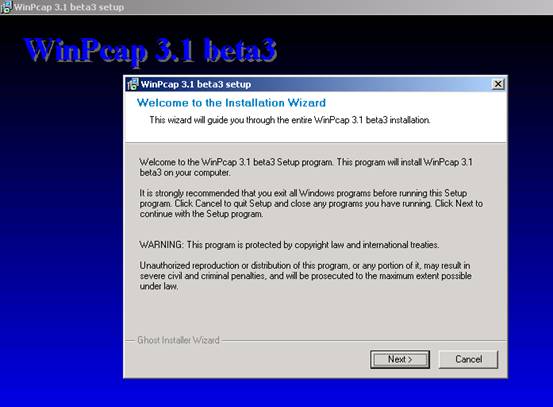 WinPcap 3.1 beta3 setup
WinPcap 3.1 beta3
WinPcap 3.1 beta3 setup
Welcome to the Installation Wizard
This wizard will guide you through the entire WinPcap 3.1 beta3 installation.
Welcome to the WinPcap 3.1 beta3 Setup program. This program will install WinPcap 3.1
beta3 on your computer.
It is strongly recommended that you exit all Windows programs before running this Setup
program. Click Cancel to quit Setup and close any programs you have running. Click Next to
continue with the Setup program.
WARNING: This program is protected by copyright law and international treaties.
Unauthorized reproduction or distribution of this program, or any portion of it, may result in
severe civil and criminal penalties, and will be prosecuted to the maximum extent possible
under law.
Ghost Installer Wizard
Next >
Cancel